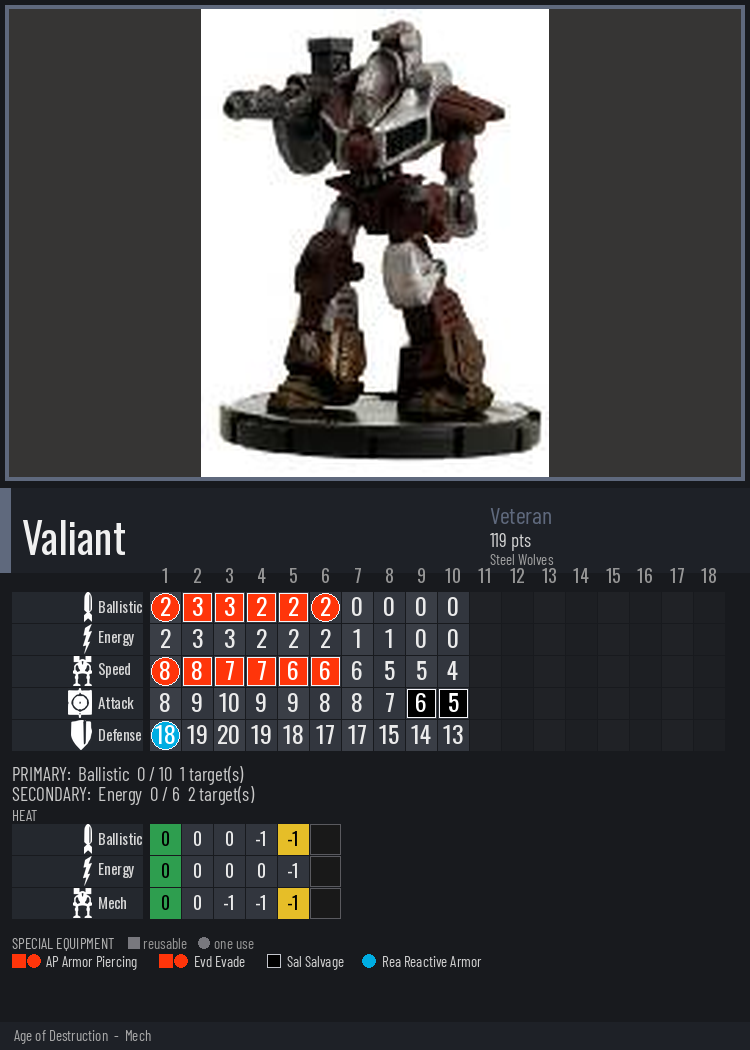 Valiant
Veteran
119 pts
Steel Wolves
1 2 3 4 5 6 7 8 9 10 11 12 13 14 15 16 17 18
Ballistic 2 3 3 2 2 2 0 0 0 0
Energy 2 3 3 2 2 2 1 1 0 0
Speed 8 8 7 7 6 6 6 5 5 4
Attack 8 9 10 9 9 8 8 7 6 5
Defense 18 19 20 19 18 17 17 15 14 13
PRIMARY: Ballistic 0 / 10 1 target(s)
SECONDARY: Energy 0 / 6 2 target(s)
HEAT
Ballistic 0 0 0 -1 -1
Energy 0 0 0 0 -1
Mech 0 0 -1 -1 -1
SPECIAL EQUIPMENT reusable one use
AP Armor Piercing Evd Evade Sal Salvage Rea Reactive Armor
Age of Destruction - Mech